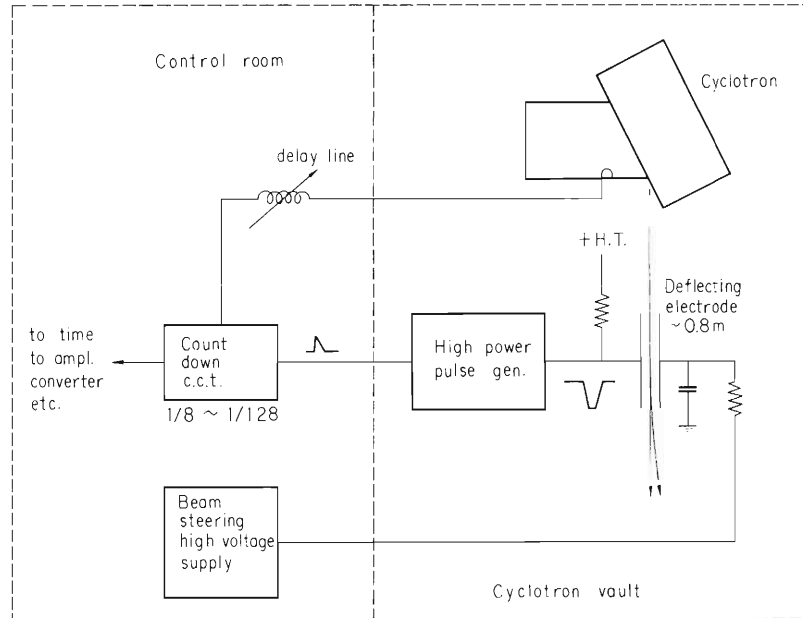 Control room
Cyclotron
delay line
+H.T.
Deflecting
electrode
~0.8m
to time
to ampl.
converter
etc.
Count
down
c.c.t.
1/8 ~ 1/128
High power
pulse gen.
Beam
steering
high voltage
supply
Cyclotron vault